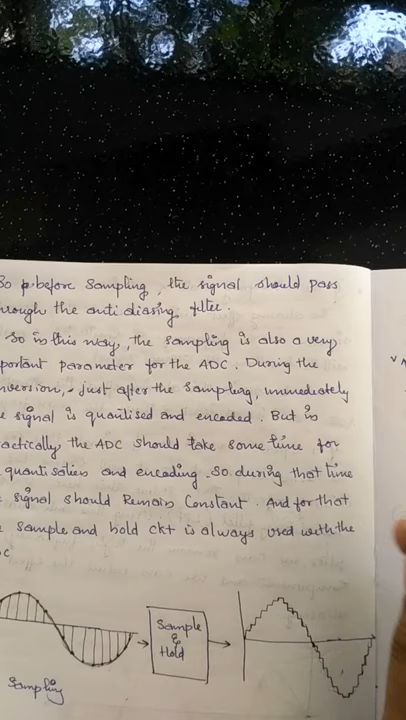 So before Sampling, the signal should pass
hrough the anti aliasing filter.
So in this way, the sampling is also a very
portant parameter for the ADC. During the
nversion, just after the sampling, immediately
e signal is quantised and encoded. But in
actically the ADC should take some time for
quantisation and encoding. So during that time
e signal should Remain Constant. And for that
e Sample and hold ckt is always used with the
DC
Sample
&
Hold
Sampling